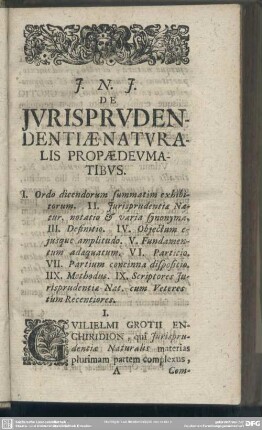 J. N. J.
DE
JVRISPRVDEN-
DENTIÆ NATVRA-
LIS PROPÆDEVMA-
TIBVS.
I. Ordo dicendorum summatim exhibi-
torum. II. Jurisprudentiæ Na-
tur. notatio & varia synonyma.
III. Definitio. IV. Objectum e-
jusque amplitudo. V. Fundamen-
tum adæquatum. VI. Partitio.
VII. Partium concinna dispositio.
IIX. Methodus. IX. Scriptores Ju-
risprudentiæ Nat. cum Veteres
tum Recentiores.
I.
GVILIELMI GROTII EN-
CHIRIDION, qui Jurispru-
dentiæ Naturalis materias
plurimam partem complexus,
A Com-
DFG